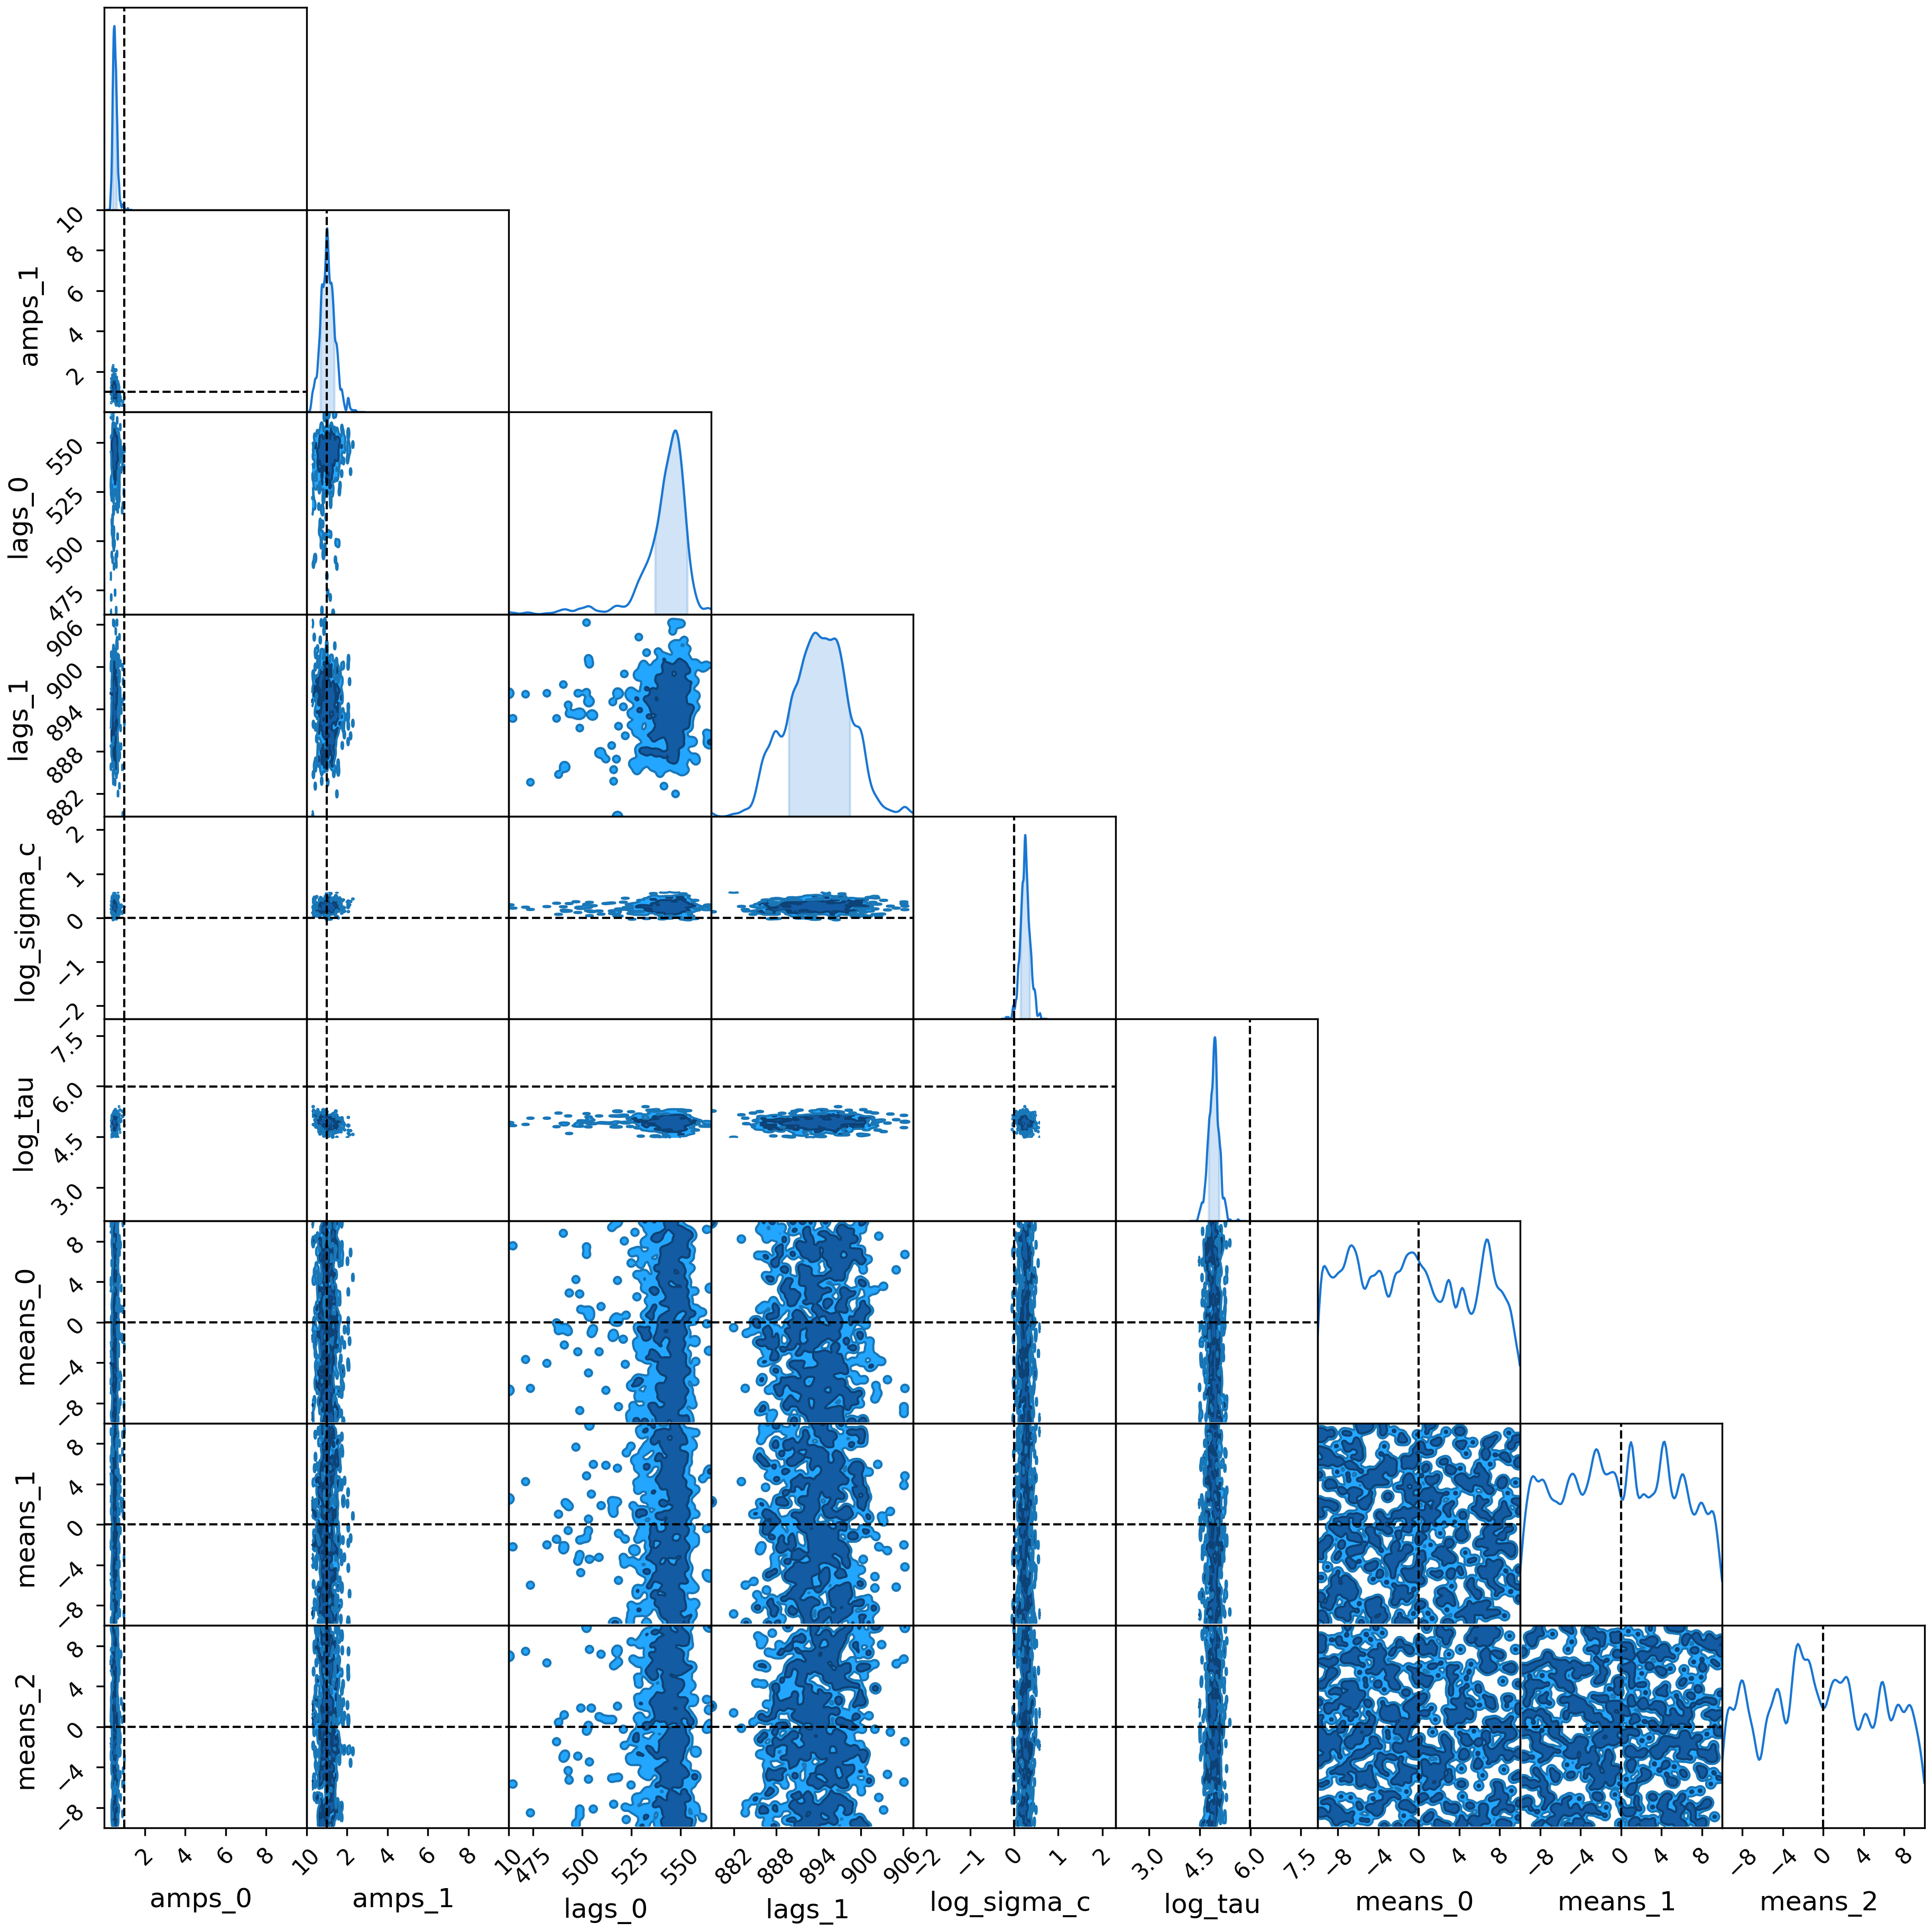 10
8
6
4
2
amps_1
550
525
500
475
lags_0
906
900
894
888
882
lags_1
2
1
0
−1
−2
log_sigma_c
7.5
6.0
4.5
3.0
log_tau
8
4
0
−4
−8
means_0
8
4
0
−4
−8
means_1
8
4
0
−4
−8
means_2
2 4 6 8 10
2 4 6 8 10
475 500 525 550
882 888 894 900 906
−2 −1 0 1 2
3.0 4.5 6.0 7.5
−8 −4 0 4 8
−8 −4 0 4 8
−8 −4 0 4 8
amps_0 amps_1 lags_0 lags_1 log_sigma_c log_tau means_0 means_1 means_2